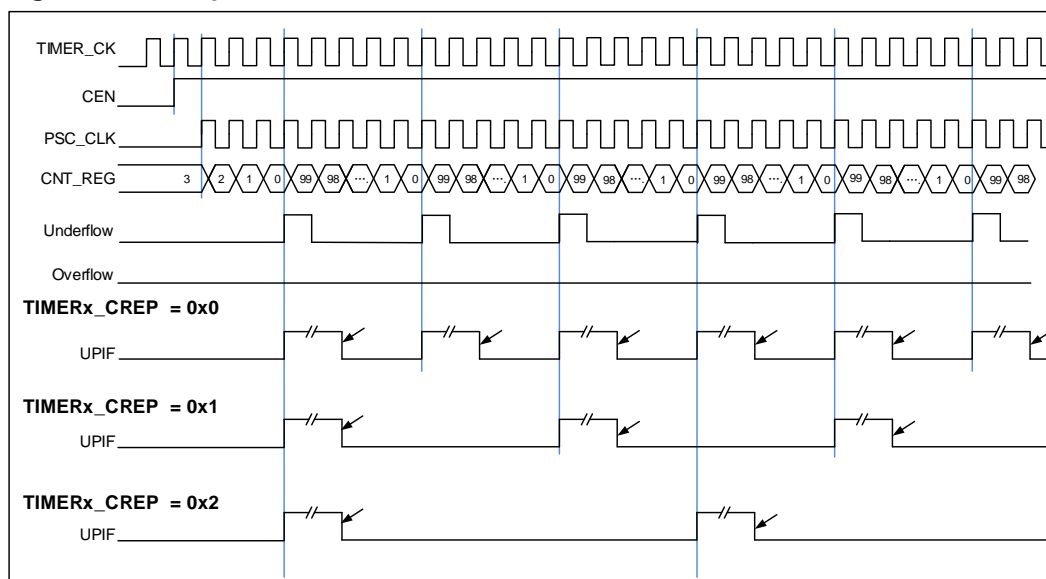 TIMER_CK
CEN
PSC_CLK
CNT_REG 3 2 1 0 99 98 .... 1 0 99 98 .... 1 0 99 98 .... 1 0 99 98 .... 1 0 99 98 .... 1 0 99 98
Underflow
Overflow
TIMERx_CREP = 0x0
UPIF
TIMERx_CREP = 0x1
UPIF
TIMERx_CREP = 0x2
UPIF